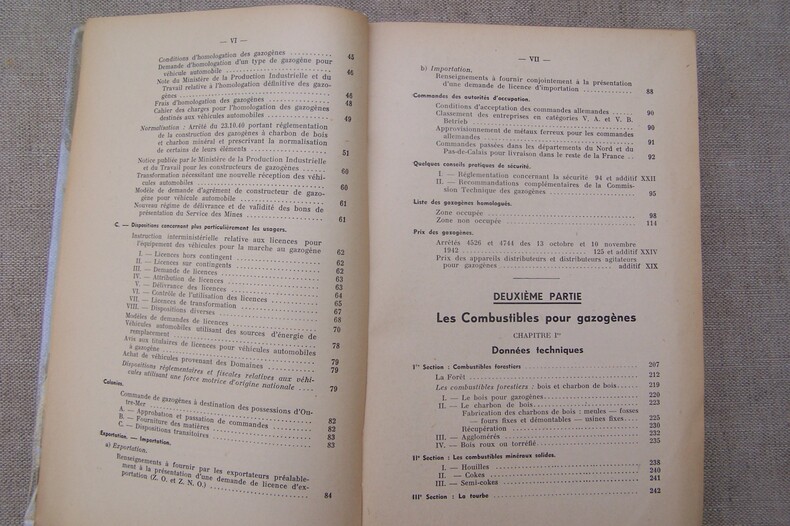 — VI —
Conditions d'homologation des gazogènes 45
Demande d'homologation d'un type de gazogène pour
véhicule automobile 46
Note du Ministère de la Production Industrielle et du
Travail relative à l'homologation définitive des gazo-
gènes 46
Frais d'homologation des gazogènes 48
Cahier des charges pour l'homologation des gazogènes
destinés aux véhicules automobiles 49
Normalisation : Arrêté du 23.10.40 portant réglementation
de la construction des gazogènes à charbon de bois
et charbon minéral et prescrivant la normalisation
de certains de leurs éléments 51
Notice publiée par le Ministère de la Production Industrielle
et du Travail pour les constructeurs de gazogènes 60
Transformation nécessitant une nouvelle réception des véhi-
cules automobiles 60
Modèle de demande d'agrément de constructeur de gazo-
gène pour véhicule automobile 61
Nouveau régime de délivrance et de validité des bons de
présentation du Service des Mines 61
C. — Dispositions concernant plus particulièrement les usagers.
Instruction interministérielle relative aux licences pour
l'équipement des véhicules pour la marche au gazogène 62
I. — Licences hors contingent 62
II. — Licences sur contingents 62
III. — Demande de licences 63
IV. — Attribution de licences 63
V. — Délivrance des licences 64
VI. — Contrôle de l'utilisation des licences 65
VII. — Licences de transformation 67
VIII. — Dispositions diverses 68
Modèles de demandes de licences 70
Véhicules automobiles utilisant des sources d'énergie de
remplacement 78
Avis aux titulaires de licences pour véhicules automobiles
à gazogène 79
Achat de véhicules provenant des Domaines 79
Dispositions réglementaires et fiscales relatives aux véhi-
cules utilisant une force motrice d'origine nationale 79
Colonies.
Commande de gazogènes à destination des possessions d'Ou-
tre-Mer 82
A. — Approbation et passation de commandes 82
B. — Fourniture des matières 83
C. — Dispositions transitoires 83
Exportation. — Importation.
a) Exportation.
Renseignements à fournir par les exportateurs préalable-
ment à la présentation d'une demande de licence d'ex-
portation (Z. O. et Z. N. O.) 84
— VII —
b) Importation.
Renseignements à fournir conjointement à la présentation
d'une demande de licence d'importation 88
Commandes des autorités d'occupation.
Conditions d'acceptation des commandes allemandes 90
Classement des entreprises en catégories V. A. et V. B.
Betrieb 90
Approvisionnement de métaux ferreux pour les commandes
allemandes 91
Commandes passées dans les départements du Nord et du
Pas-de-Calais pour livraison dans le reste de la France 92
Quelques conseils pratiques de sécurité.
I. — Réglementation concernant la sécurité 94 et additif XXII
II. — Recommandations complémentaires de la Commis-
sion Technique des gazogènes 95
Liste des gazogènes homologués.
Zone occupée 98
Zone non occupée 114
Prix des gazogènes.
Arrêtés 4526 et 4744 des 13 octobre et 10 novembre
1942 125 et additif XXIV
Prix des appareils distributeurs et distributeurs agitateurs
pour gazogènes additif XIX
DEUXIÈME PARTIE
Les Combustibles pour gazogènes
CHAPITRE Ier
Données techniques
Ire Section : Combustibles forestiers 207
La Forêt 212
Les combustibles forestiers : bois et charbon de bois 219
I. — Le bois pour gazogènes 220
II. — Le charbon de bois 223
Fabrication des charbons de bois : meules — fosses
— fours fixes et démontables — usines fixes 225
Récupération 230
III. — Agglomérés 232
IV. — Bois roux ou torréfié 235
IIe Section : Les combustibles minéraux solides.
I. — Houilles 238
II. — Cokes 240
III. — Semi-cokes 241
IIIe Section : La tourbe 242